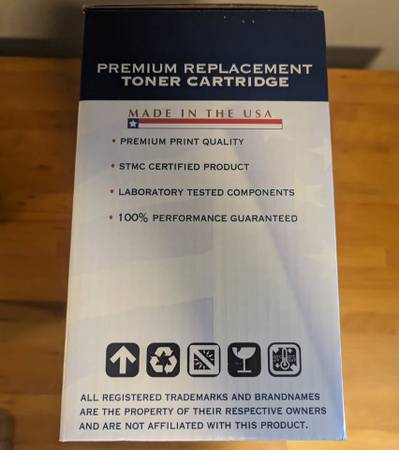 PREMIUM REPLACEMENT
TONER CARTRIDGE
MADE IN THE USA
• PREMIUM PRINT QUALITY
• STMC CERTIFIED PRODUCT
• LABORATORY TESTED COMPONENTS
• 100% PERFORMANCE GUARANTEED
ALL REGISTERED TRADEMARKS AND BRANDNAMES
ARE THE PROPERTY OF THEIR RESPECTIVE OWNERS
AND ARE NOT AFFILIATED WITH THIS PRODUCT.